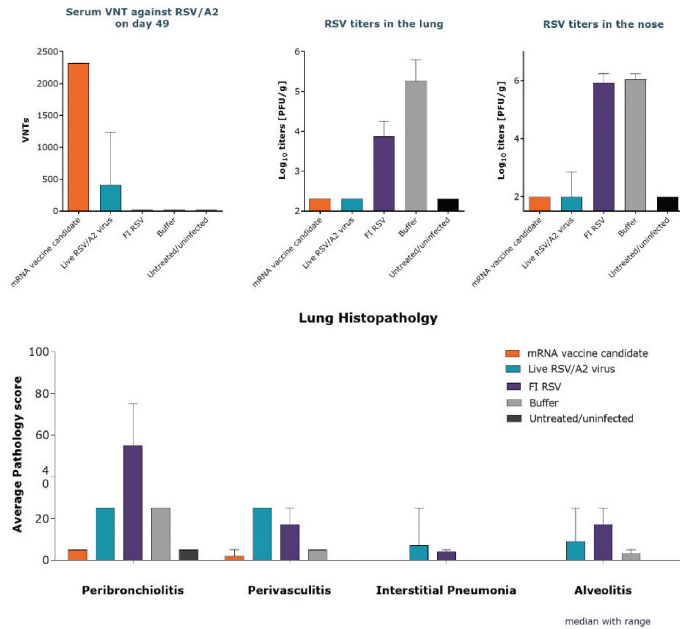 Serum VNT against RSV/A2
on day 49
VNTs
2500
2000
1500
1000
500
0
mRNA vaccine candidate
Live RSV/A2 virus
FI RSV
Buffer
Untreated/uninfected
RSV titers in the lung
Log10 titers [PFU/g]
6
5
4
3
2
mRNA vaccine candidate
Live RSV/A2 virus
FI RSV
Buffer
Untreated/uninfected
RSV titers in the nose
Log10 titers [PFU/g]
6
4
2
mRNA vaccine candidate
Live RSV/A2 virus
FI RSV
Buffer
Untreated/uninfected
Lung Histopatholgy
Average Pathology score
100
80
60
4
0
20
0
mRNA vaccine candidate
Live RSV/A2 virus
FI RSV
Buffer
Untreated/uninfected
Peribronchiolitis
Perivasculitis
Interstitial Pneumonia
Alveolitis
median with range